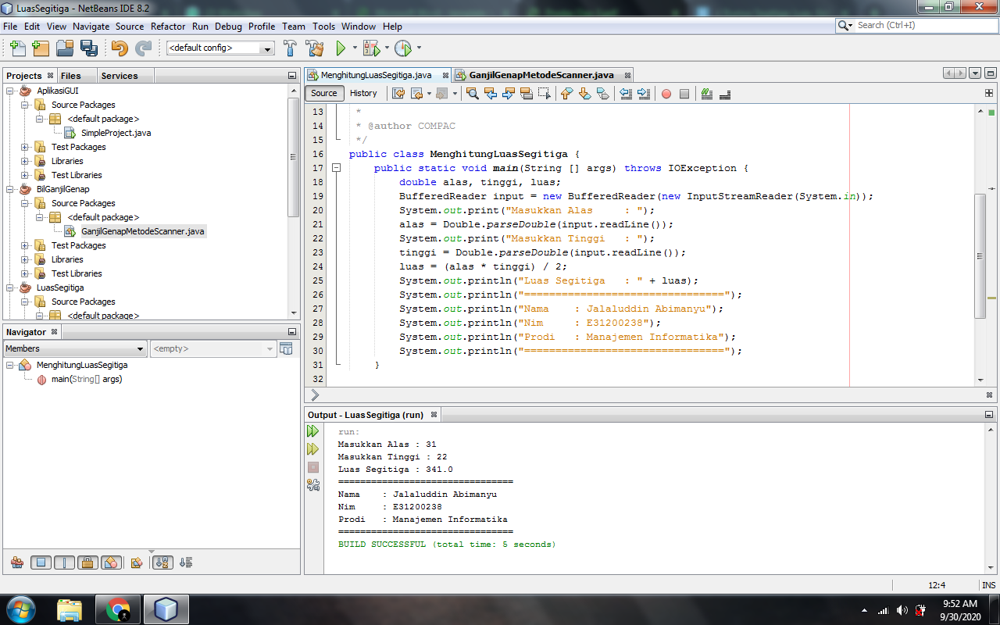 LuasSegitiga - NetBeans IDE 8.2
File Edit View Navigate Source Refactor Run Debug Profile Team Tools Window Help
Search (Ctrl+I)
<default config>
Projects Files Services
AplikasiGUI
Source Packages
<default package>
SimpleProject.java
Test Packages
Libraries
Test Libraries
BilGanjilGenap
Source Packages
<default package>
GanjilGenapMetodeScanner.java
Test Packages
Libraries
Test Libraries
LuasSegitiga
Source Packages
<default package>
Navigator
Members
<empty>
MenghitungLuasSegitiga
main(String[] args)
MenghitungLuasSegitiga.java GanjilGenapMetodeScanner.java
Source History
13 *
14 * @author COMPAC
15 */
16 public class MenghitungLuasSegitiga {
17 public static void main(String [] args) throws IOException {
18 double alas, tinggi, luas;
19 BufferedReader input = new BufferedReader(new InputStreamReader(System.in));
20 System.out.print("Masukkan Alas     : ");
21 alas = Double.parseDouble(input.readLine());
22 System.out.print("Masukkan Tinggi   : ");
23 tinggi = Double.parseDouble(input.readLine());
24 luas = (alas * tinggi) / 2;
25 System.out.println("Luas Segitiga   : " + luas);
26 System.out.println("================================");
27 System.out.println("Nama    : Jalaluddin Abimanyu");
28 System.out.println("Nim     : E31200238");
29 System.out.println("Prodi   : Manajemen Informatika");
30 System.out.println("================================");
31 }
32
Output - LuasSegitiga (run)
run:
Masukkan Alas : 31
Masukkan Tinggi : 22
Luas Segitiga : 341.0
================================
Nama    : Jalaluddin Abimanyu
Nim     : E31200238
Prodi   : Manajemen Informatika
================================
BUILD SUCCESSFUL (total time: 5 seconds)
12:4 INS
9:52 AM
9/30/2020